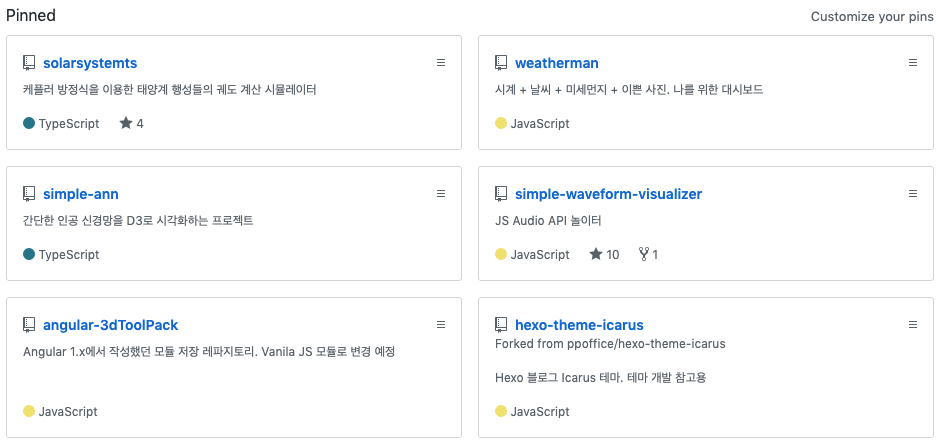 Pinned
Customize your pins
solarsystemts
케플러 방정식을 이용한 태양계 행성들의 궤도 계산 시뮬레이터
TypeScript 4
weatherman
시계 + 날씨 + 미세먼지 + 이쁜 사진. 나를 위한 대시보드
JavaScript
simple-ann
간단한 인공 신경망을 D3로 시각화하는 프로젝트
TypeScript
simple-waveform-visualizer
JS Audio API 놀이터
JavaScript 10 1
angular-3dToolPack
Angular 1.x에서 작성했던 모듈 저장 레파지토리. Vanila JS 모듈로 변경 예정
JavaScript
hexo-theme-icarus
Forked from ppoffice/hexo-theme-icarus
Hexo 블로그 Icarus 테마. 테마 개발 참고용
JavaScript